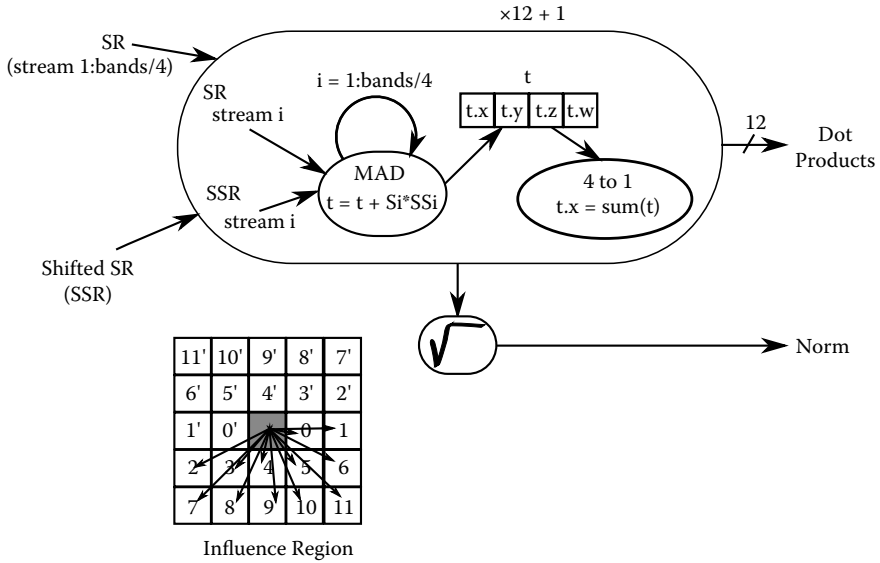 ×12 + 1
SR
(stream 1:bands/4)
i = 1:bands/4
t
SR
stream i
t.x t.y t.z t.w
12
Dot
Products
MAD
t = t + Si*SSi
4 to 1
t.x = sum(t)
SSR
stream i
Shifted SR
(SSR)
√
Norm
11' 10' 9' 8' 7'
6' 5' 4' 3' 2'
1' 0' 0 1
2 3 4 5 6
7 8 9 10 11
Influence Region